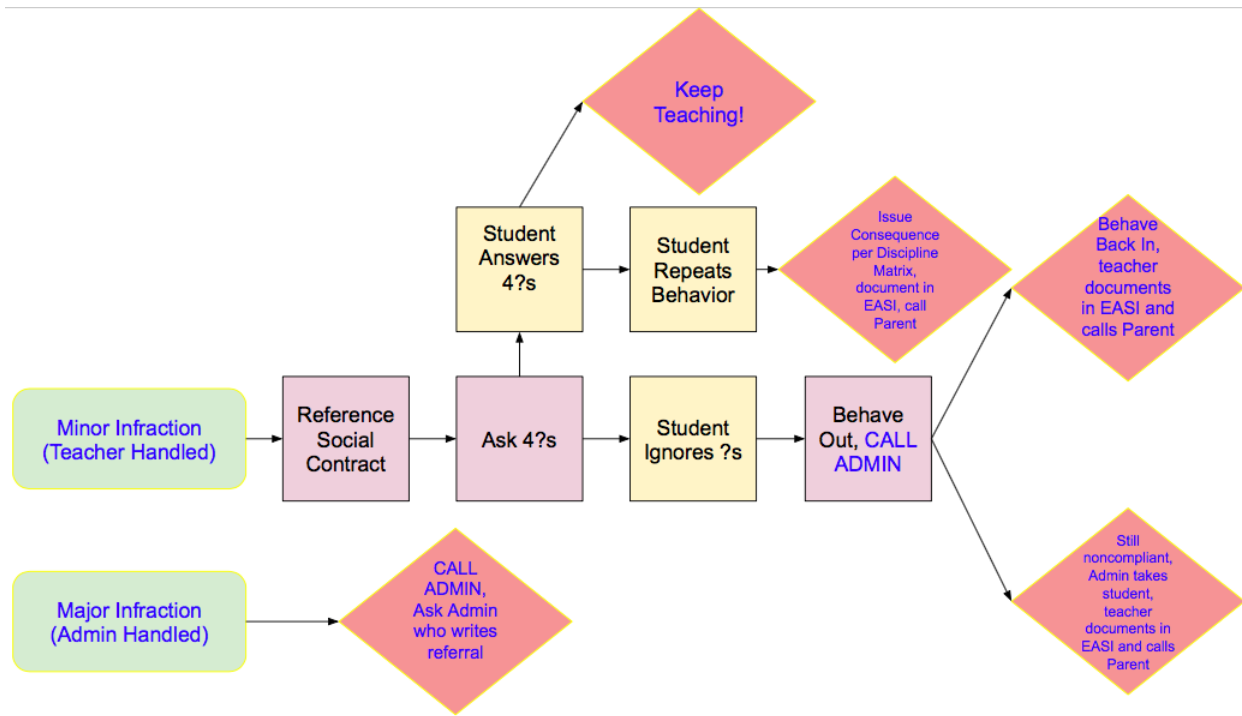 Keep
Teaching!
Student
Answers
4?s
Student
Repeats
Behavior
Issue
Consequence
per Discipline
Matrix,
document in
EASI, call
Parent
Behave
Back In,
teacher
documents
in EASI and
calls Parent
Minor Infraction
(Teacher Handled)
Reference
Social
Contract
Ask 4?s
Student
Ignores ?s
Behave
Out, CALL
ADMIN
Major Infraction
(Admin Handled)
CALL
ADMIN,
Ask Admin
who writes
referral
Still
noncompliant,
Admin takes
student,
teacher
documents in
EASI and calls
Parent